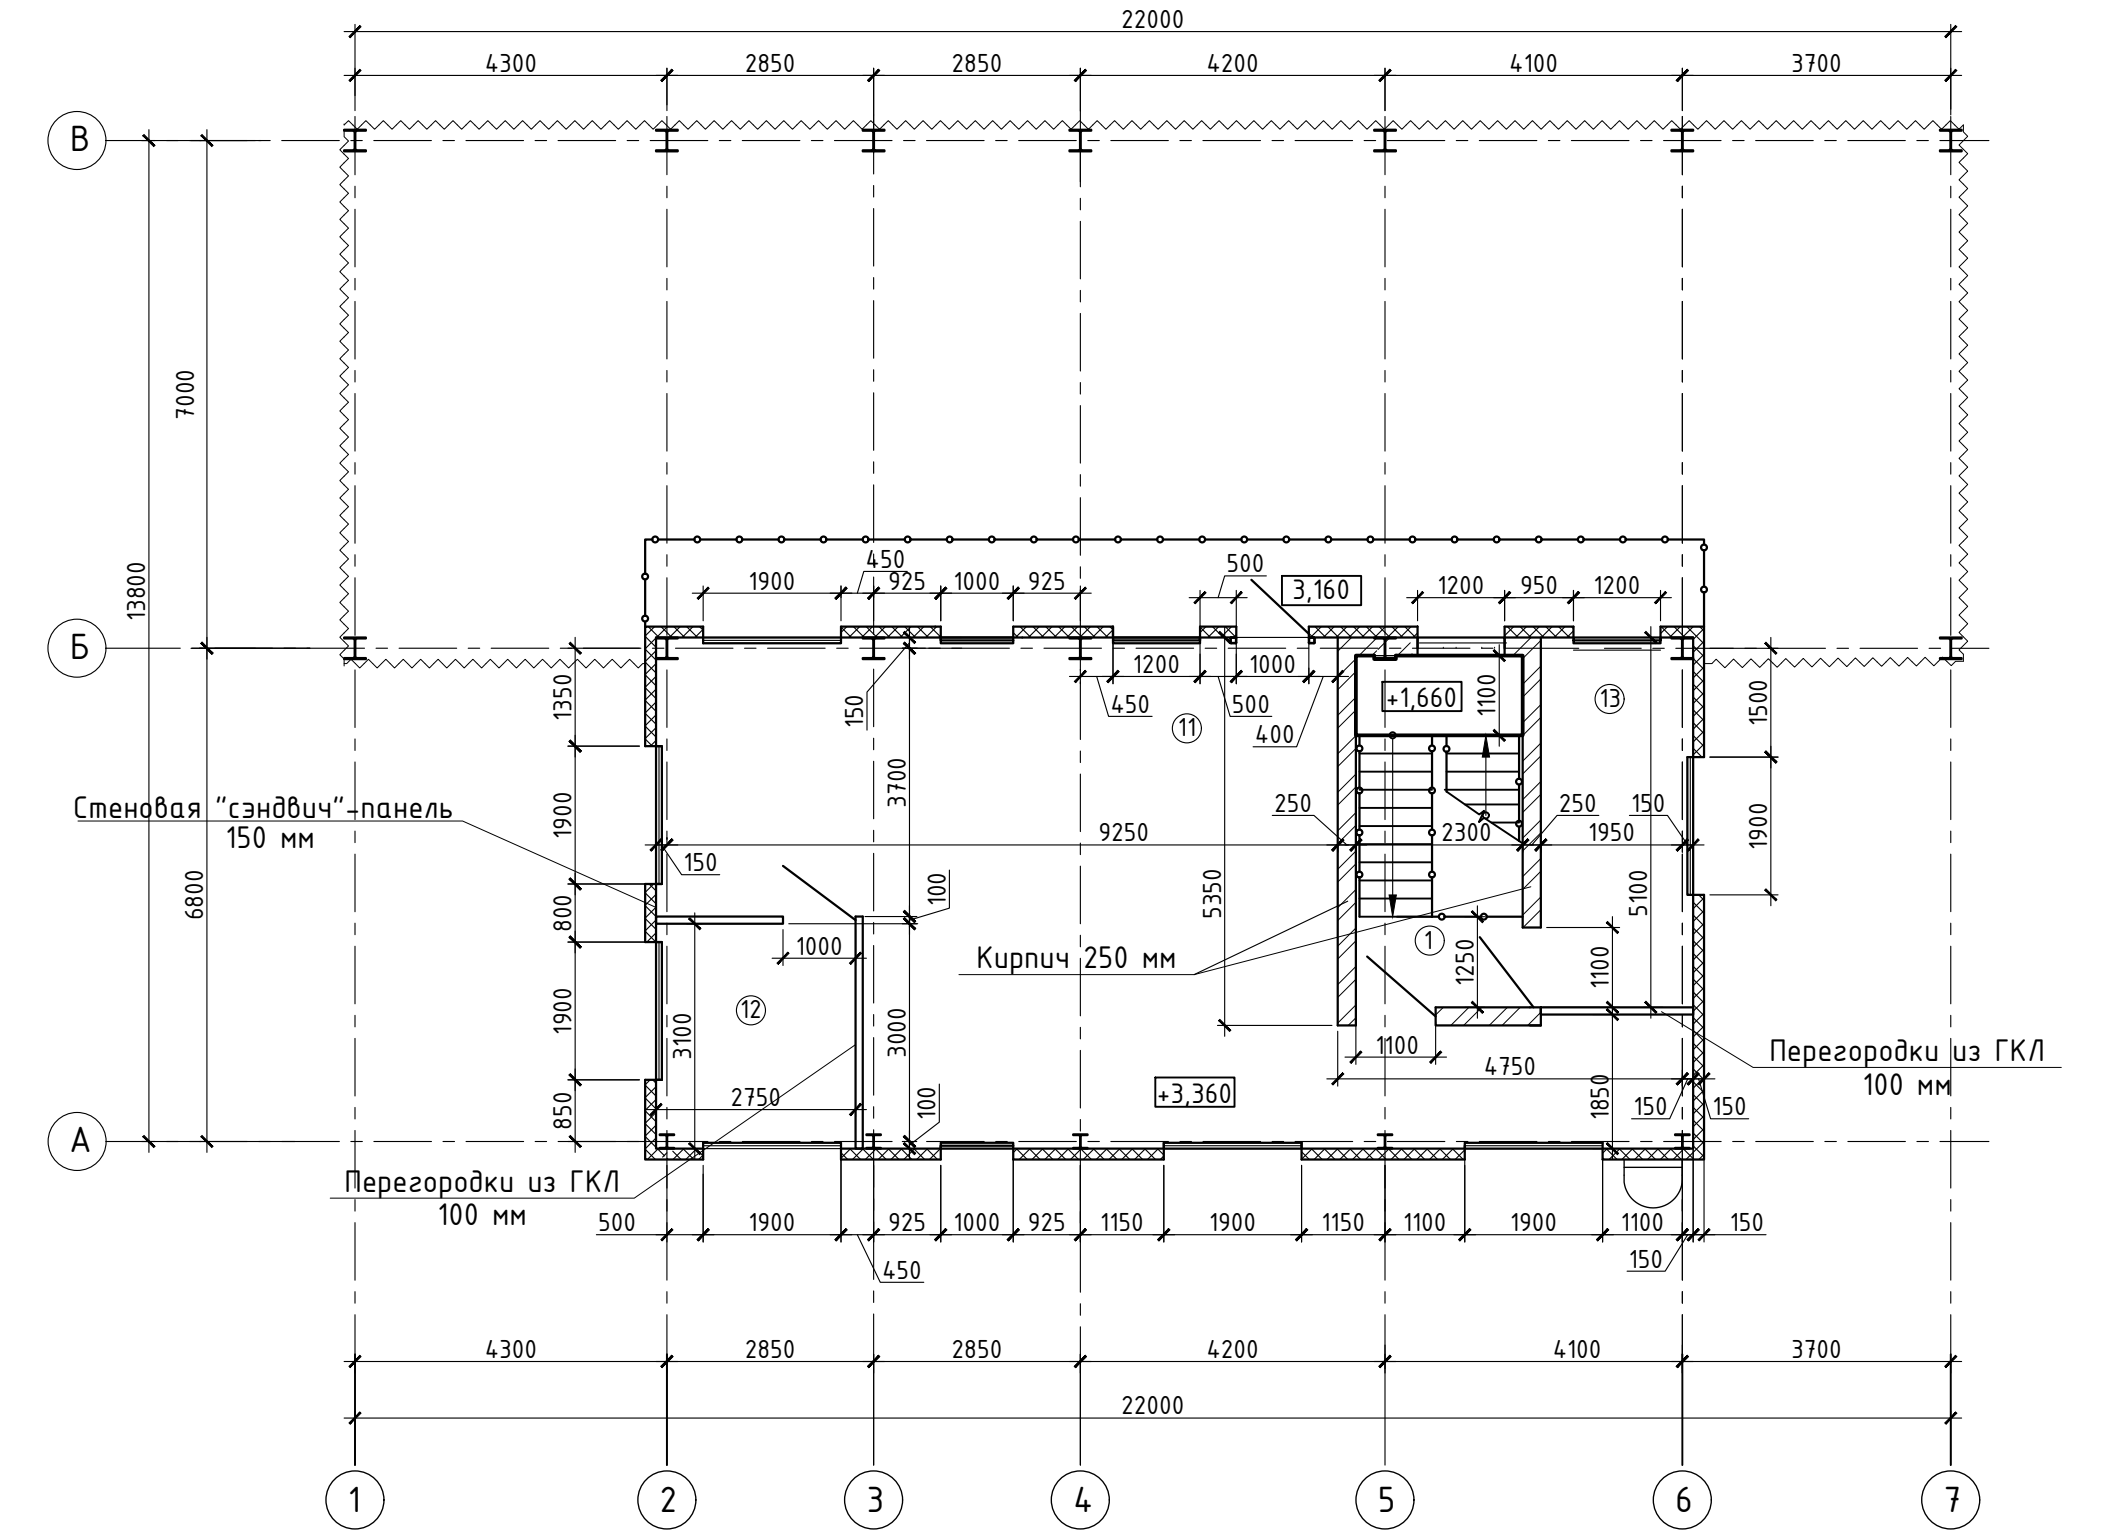 22000
4300 2850 2850 4200 4100 3700
В
7000
13800
450 500
1900 925 1000 925 3,160 1200 950 1200
Б
1350 150 1200 1000 +1,660 1100 13 1500
450 500
11
400
3700
Стеновая "сэндвич"-панель
150 мм
1900 250 250 150 1900
9250 2300 1950
150
6800 800 100 5350 5100
1000 Кирпич 250 мм 1 1250 1100
12
1900 3100 3000 1100
Перегородки из ГКЛ
100 мм
4750
850 2750 100 +3,360 1850 150 150
А
Перегородки из ГКЛ
100 мм
500 1900 925 1000 925 1150 1900 1150 1100 1900 1100 150
450 150
4300 2850 2850 4200 4100 3700
22000
1 2 3 4 5 6 7